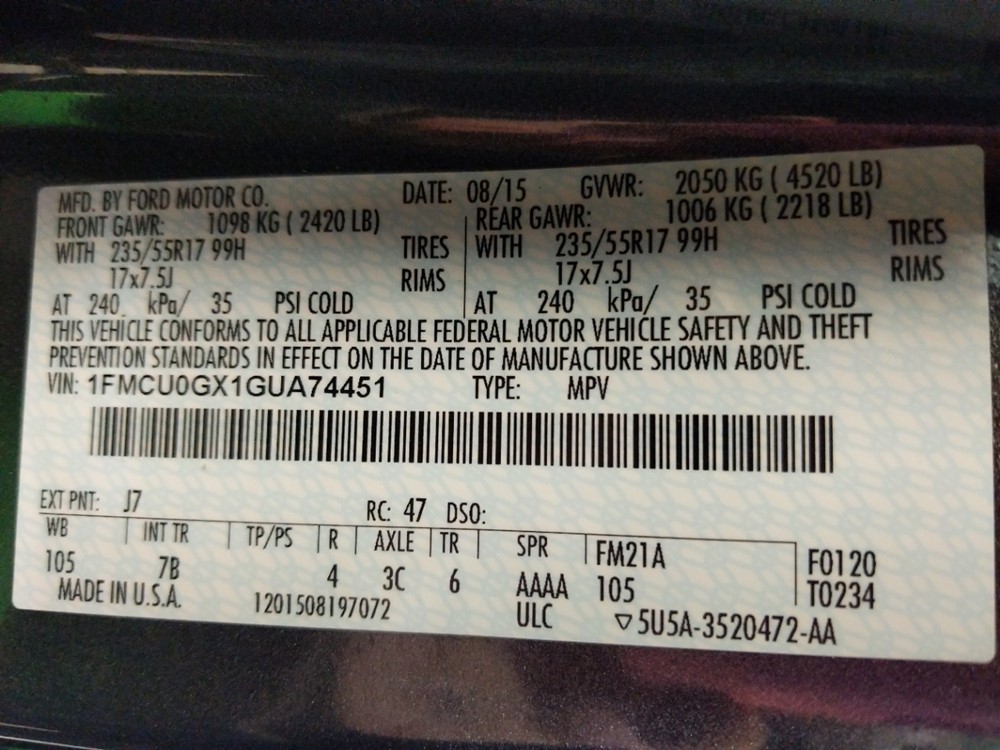 MFD. BY FORD MOTOR CO. DATE: 08/15 GVWR: 2050 KG ( 4520 LB)
FRONT GAWR: 1098 KG ( 2420 LB) REAR GAWR: 1006 KG ( 2218 LB)
WITH 235/55R17 99H TIRES WITH 235/55R17 99H TIRES
17x7.5J RIMS 17x7.5J RIMS
AT 240 kPa/ 35 PSI COLD AT 240 kPa/ 35 PSI COLD
THIS VEHICLE CONFORMS TO ALL APPLICABLE FEDERAL MOTOR VEHICLE SAFETY AND THEFT
PREVENTION STANDARDS IN EFFECT ON THE DATE OF MANUFACTURE SHOWN ABOVE.
VIN: 1FMCU0GX1GUA74451 TYPE: MPV
EXT PNT: J7 RC: 47 DSO:
WB INT TR TP/PS R AXLE TR SPR FM21A F0120
105 7B 4 3C 6 AAAA 105 T0234
MADE IN U.S.A. 1201508197072 ULC ▽5U5A-3520472-AA